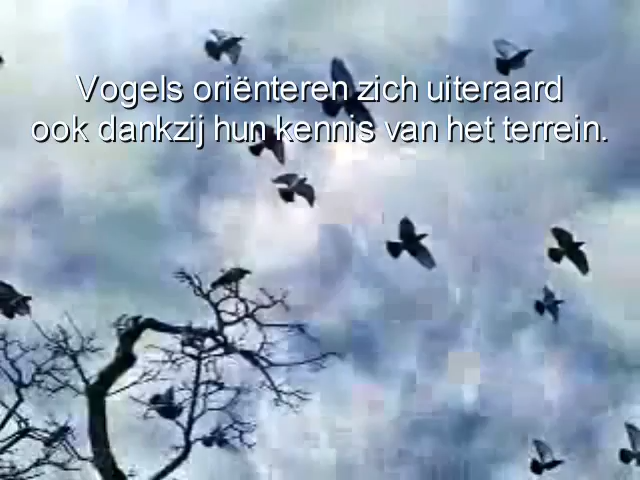 Vogels oriënteren zich uiteraard
ook dankzij hun kennis van het terrein.